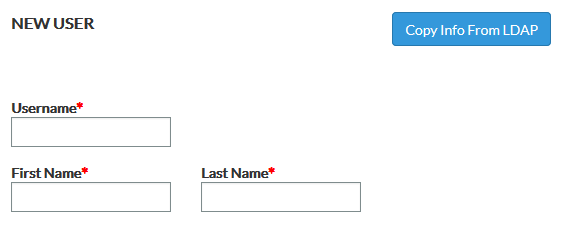 NEW USER
Copy Info From LDAP
Username*
First Name*
Last Name*